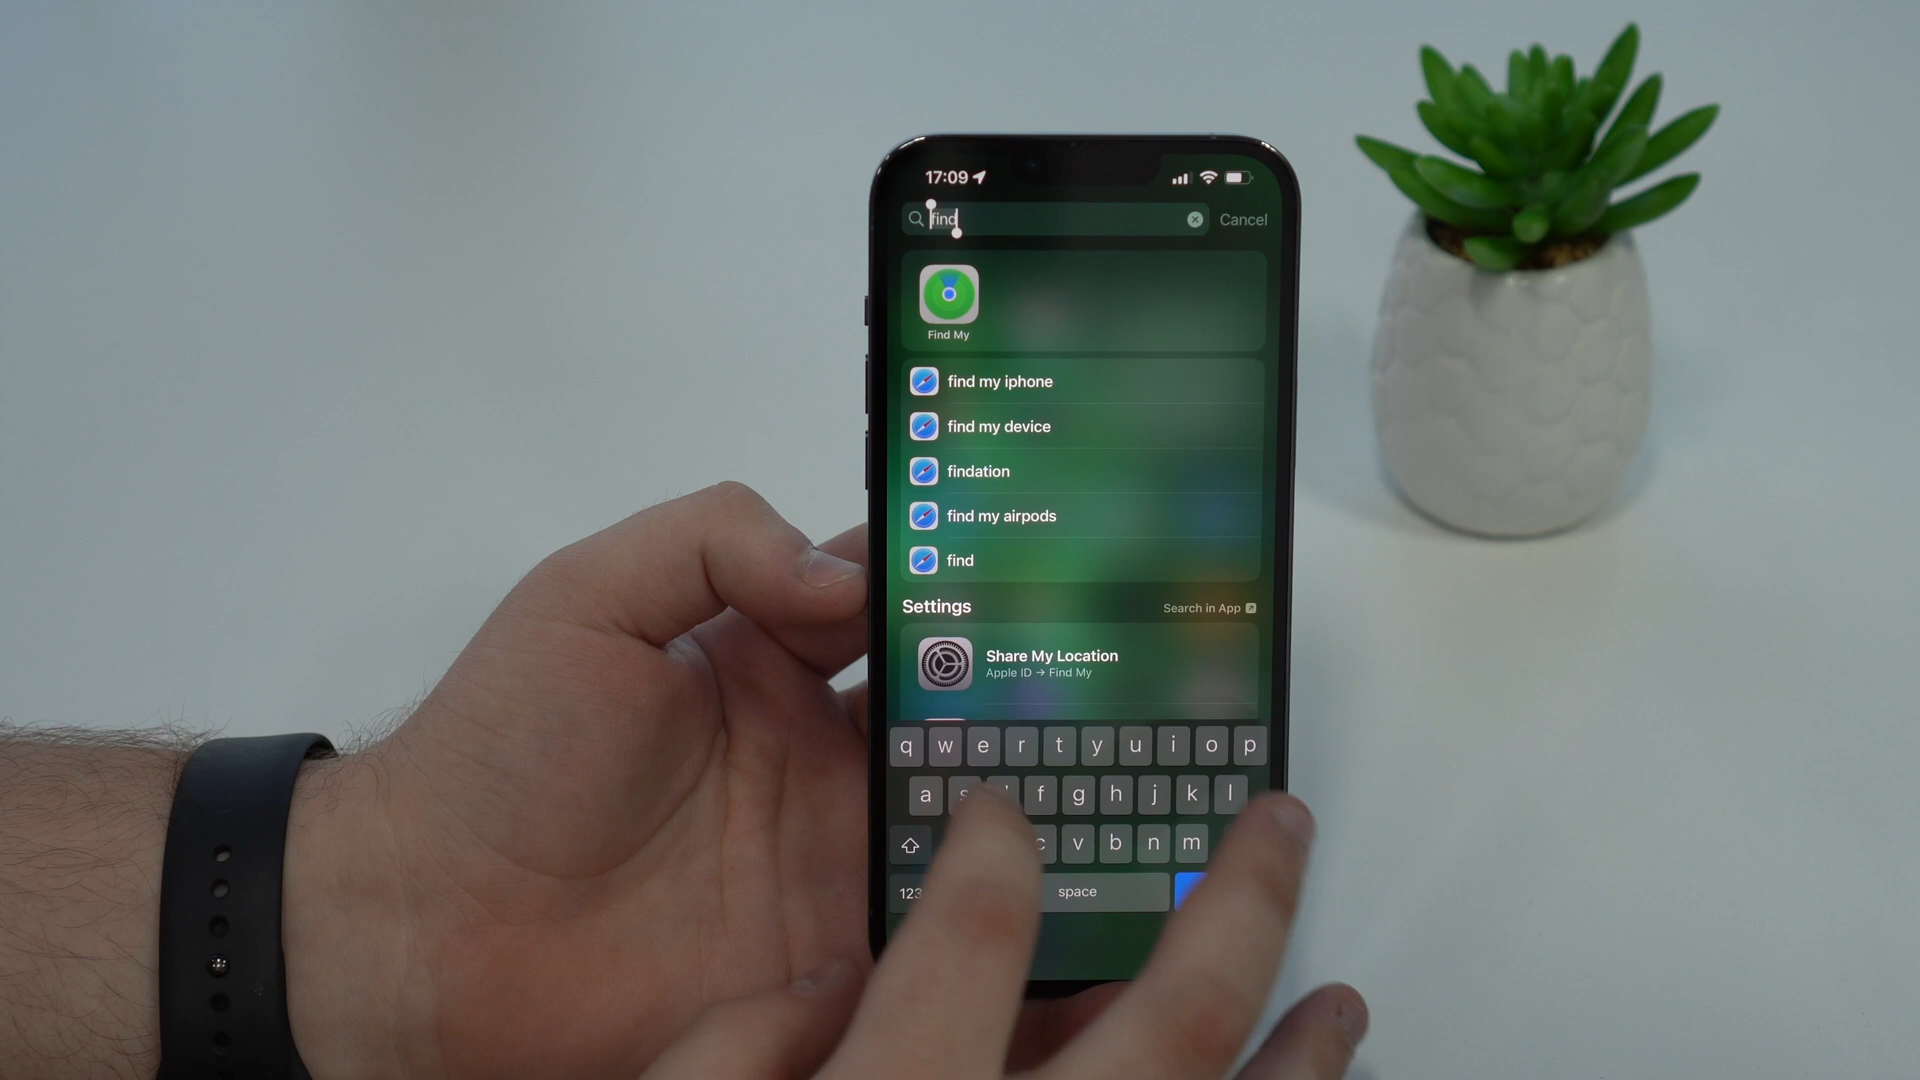 17:09
find
Cancel
Find My
find my iphone
find my device
findation
find my airpods
find
Settings
Search in App
Share My Location
Apple ID → Find My
q w e r t y u i o p
a s f g h j k l
c v b n m
123
space